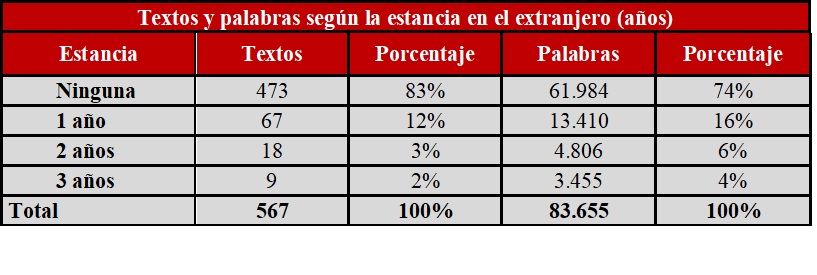 Textos y palabras según la estancia en el extranjero (años)
Estancia Textos Porcentaje Palabras Porcentaje
Ninguna 473 83% 61.984 74%
1 año 67 12% 13.410 16%
2 años 18 3% 4.806 6%
3 años 9 2% 3.455 4%
Total 567 100% 83.655 100%